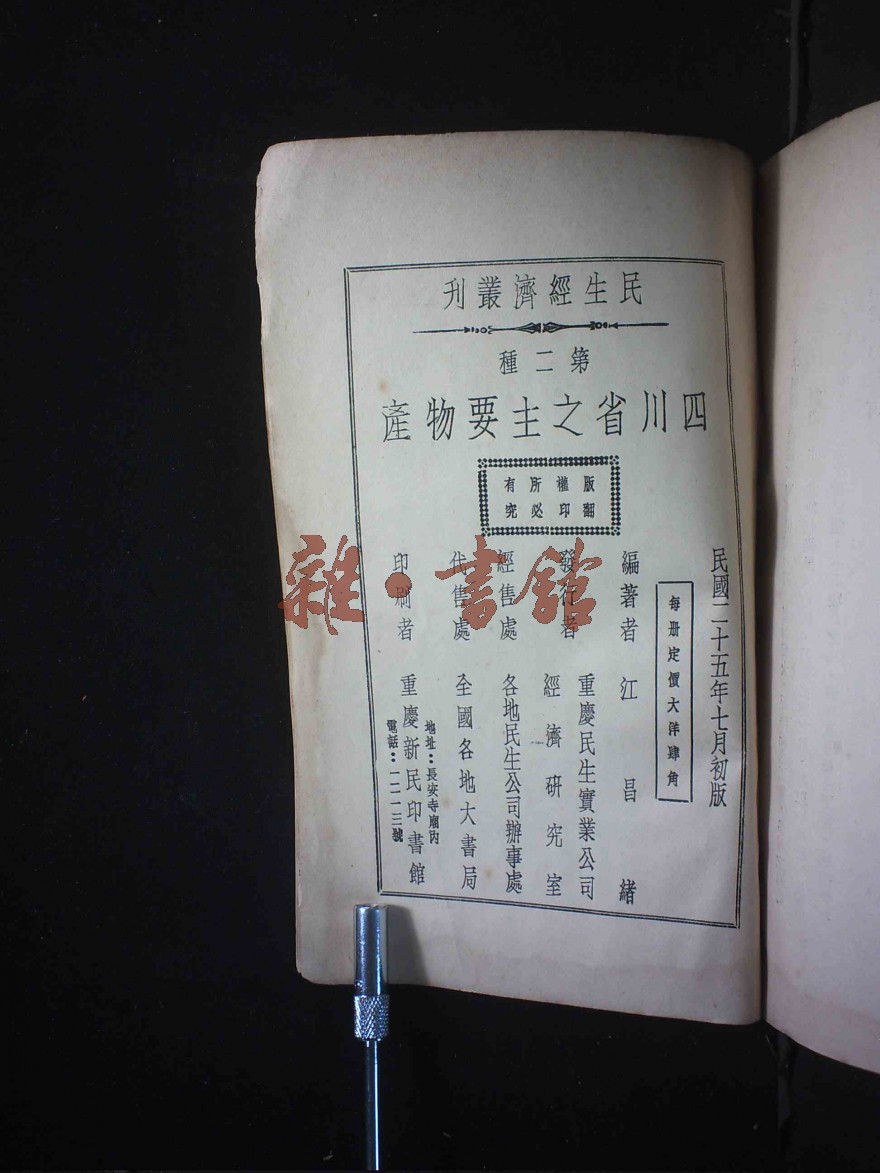 民生經濟叢刊
第二種
四川省之主要物產
版權所有
翻印必究
民國二十五年七月初版
每册定價大洋肆角
編著者 江昌緒
發行者 重慶民生實業公司
經濟研究室
經售處 各地民生公司辦事處
代售處 全國各地大書局
印刷者 重慶新民印書館
地址：長安寺廟內
電話：一二一三號
雜·書館